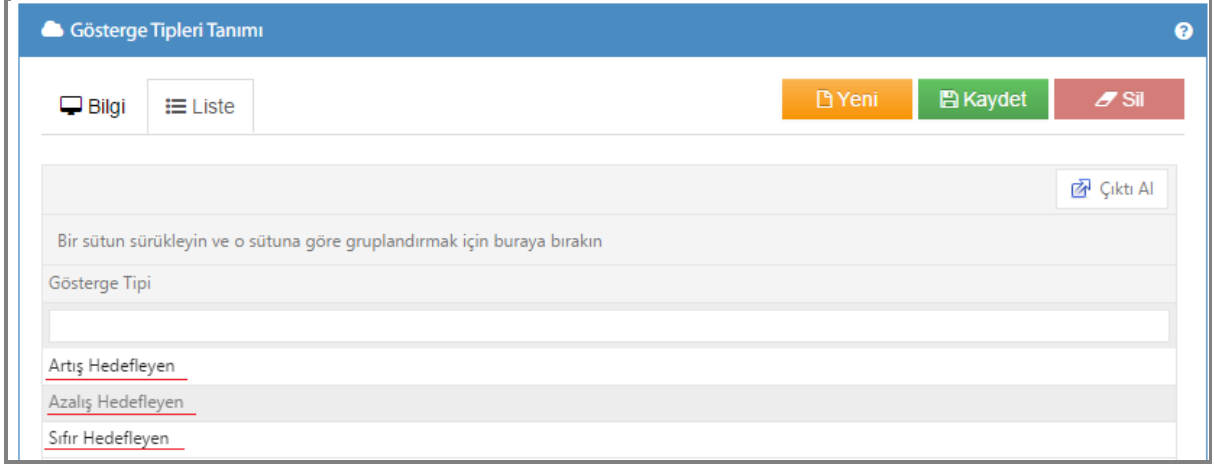 Gösterge Tipleri Tanımı
Bilgi
Liste
Yeni
Kaydet
Sil
Çıktı Al
Bir sütun sürükleyin ve o sütuna göre gruplandırmak için buraya bırakın
Gösterge Tipi
Artış Hedefleyen
Azalış Hedefleyen
Sıfır Hedefleyen